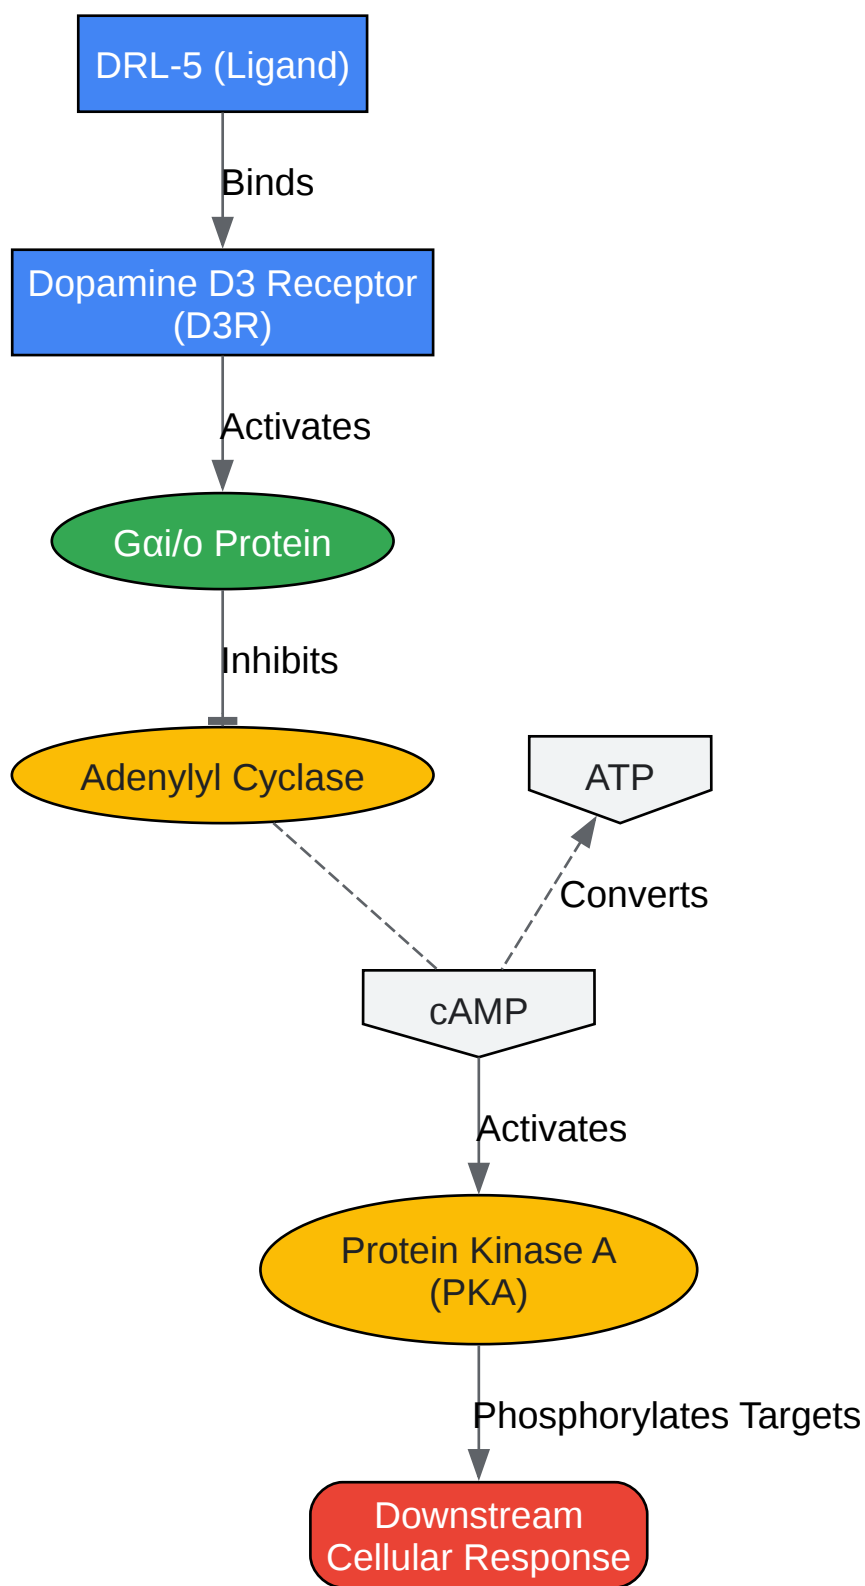 DRL-5 (Ligand)
Binds
Dopamine D3 Receptor
(D3R)
Activates
Gαi/o Protein
Inhibits
Adenylyl Cyclase
ATP
Converts
cAMP
Activates
Protein Kinase A
(PKA)
Phosphorylates Targets
Downstream
Cellular Response